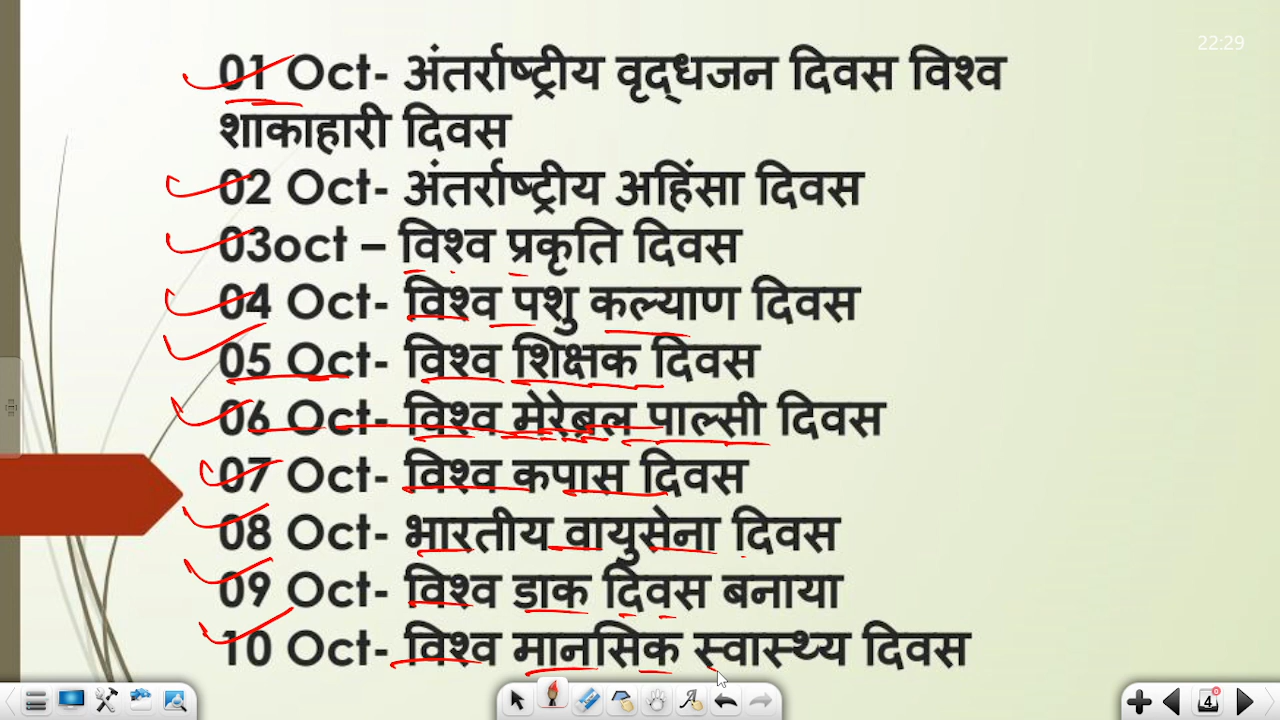 22:29
01 Oct- अंतर्राष्ट्रीय वृद्धजन दिवस विश्व
शाकाहारी दिवस
02 Oct- अंतर्राष्ट्रीय अहिंसा दिवस
03oct – विश्व प्रकृति दिवस
04 Oct- विश्व पशु कल्याण दिवस
05 Oct- विश्व शिक्षक दिवस
06 Oct- विश्व मेरेब्रल पाल्सी दिवस
07 Oct- विश्व कपास दिवस
08 Oct- भारतीय वायुसेना दिवस
09 Oct- विश्व डाक दिवस बनाया
10 Oct- विश्व मानसिक स्वास्थ्य दिवस
4